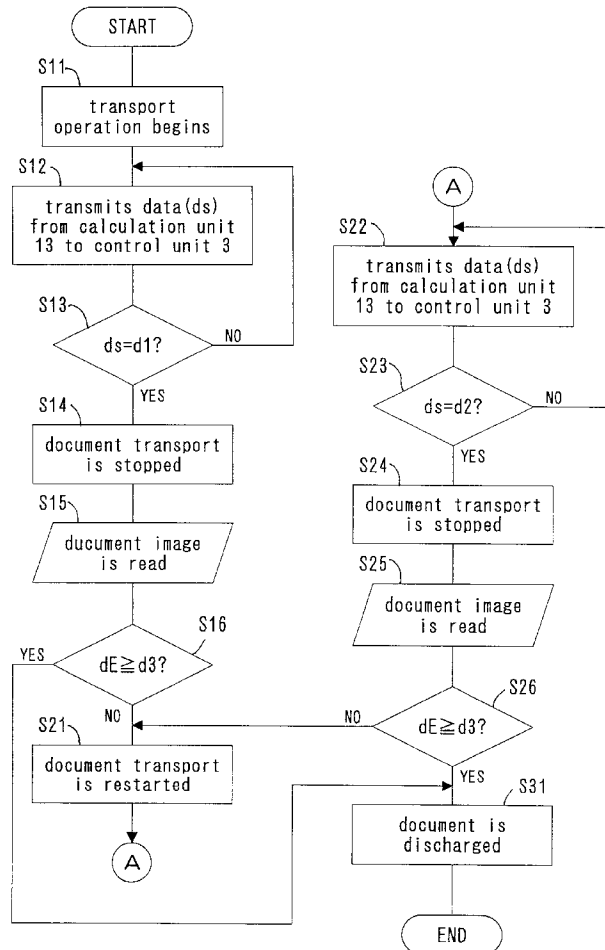 START
S11
transport
operation begins
S12
transmits data(ds)
from calculation unit
13 to control unit 3
S13
ds=d1?
NO
YES
S14
document transport
is stopped
S15
ducument image
is read
S16
YES
dE≧d3?
NO
S21
document transport
is restarted
A
A
S22
transmits data(ds)
from calculation unit
13 to control unit 3
S23
ds=d2?
NO
YES
S24
document transport
is stopped
S25
document image
is read
S26
NO
dE≧d3?
YES
S31
document is
discharged
END